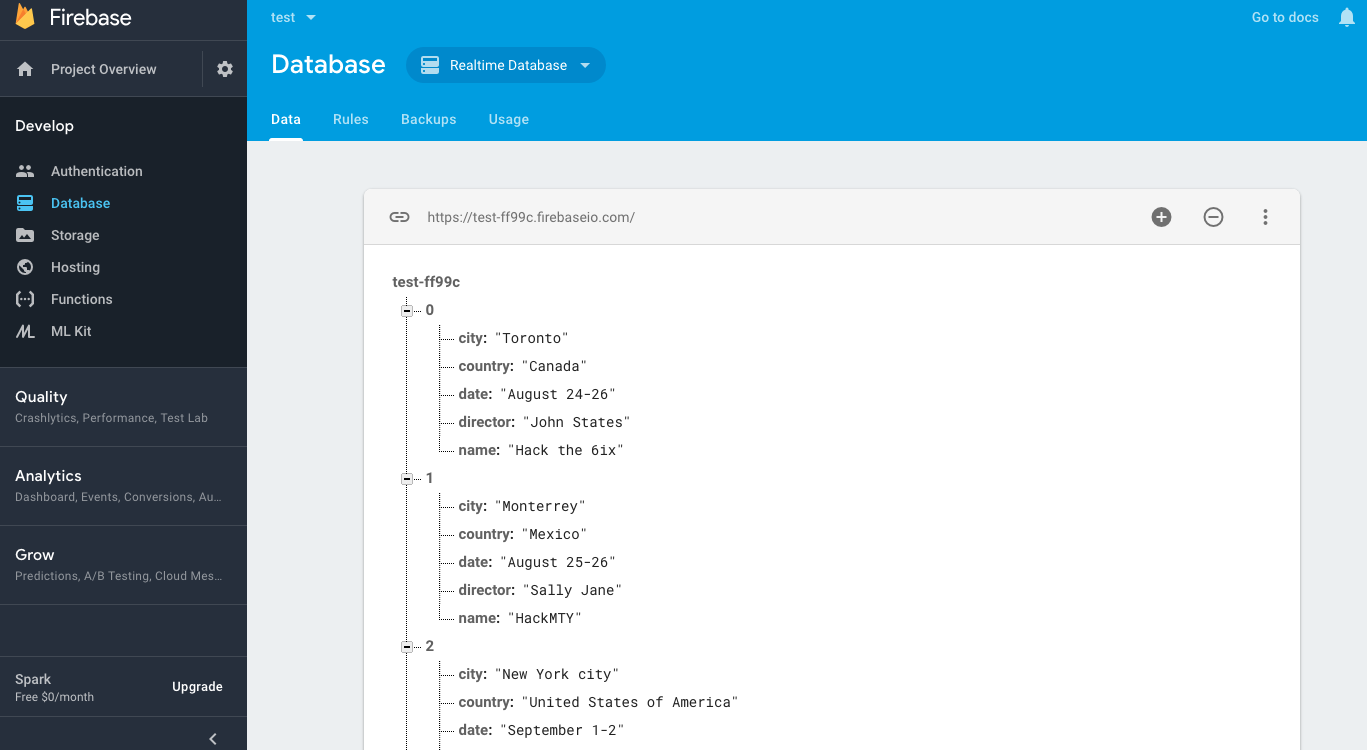 Firebase
Project Overview
Develop
Authentication
Database
Storage
Hosting
Functions
ML Kit
Quality
Crashlytics, Performance, Test Lab
Analytics
Dashboard, Events, Conversions, Au...
Grow
Predictions, A/B Testing, Cloud Mes...
Spark
Free $0/month
Upgrade
test
Go to docs
Database
Realtime Database
Data Rules Backups Usage
https://test-ff99c.firebaseio.com/
test-ff99c
0
city: "Toronto"
country: "Canada"
date: "August 24-26"
director: "John States"
name: "Hack the 6ix"
1
city: "Monterrey"
country: "Mexico"
date: "August 25-26"
director: "Sally Jane"
name: "HackMTY"
2
city: "New York city"
country: "United States of America"
date: "September 1-2"